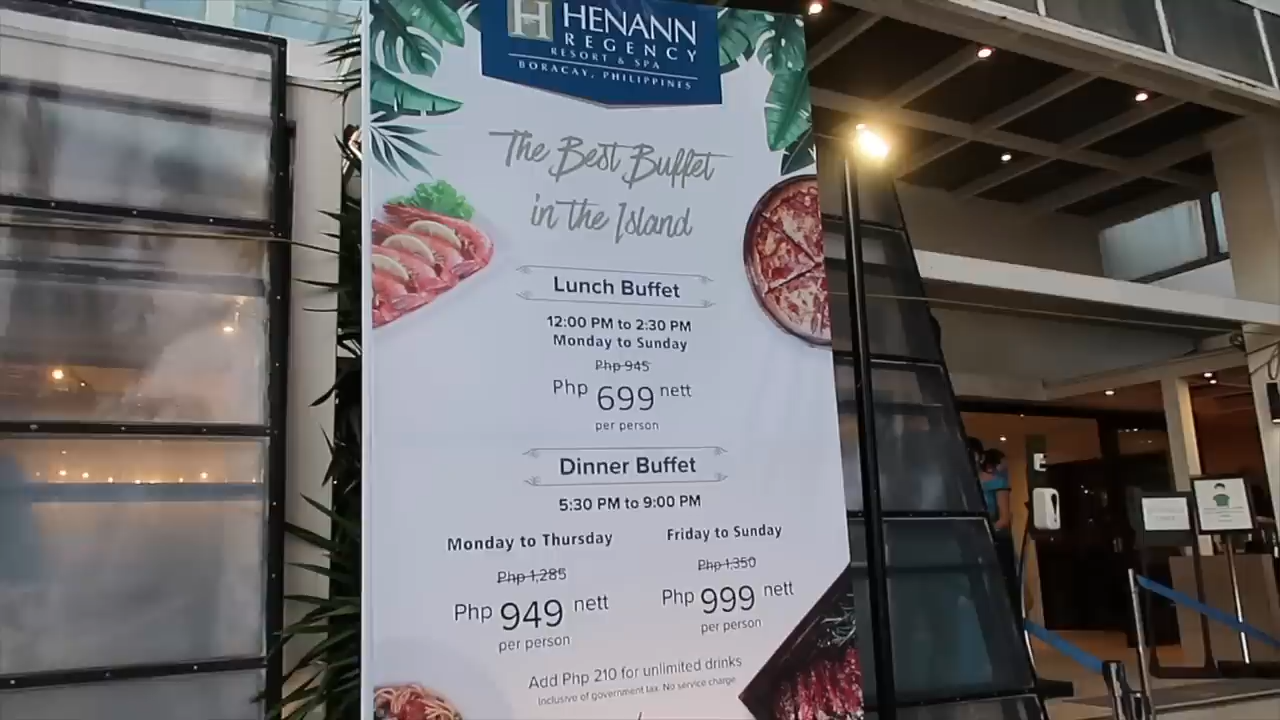 H HENANN
REGENCY
RESORT & SPA
BORACAY, PHILIPPINES
The Best Buffet
in the Island
Lunch Buffet
12:00 PM to 2:30 PM
Monday to Sunday
Php 945
Php 699 nett
per person
Dinner Buffet
5:30 PM to 9:00 PM
Monday to Thursday
Php 1,285
Php 949 nett
per person
Friday to Sunday
Php 1,350
Php 999 nett
per person
Add Php 210 for unlimited drinks
Inclusive of government tax. No service charge.